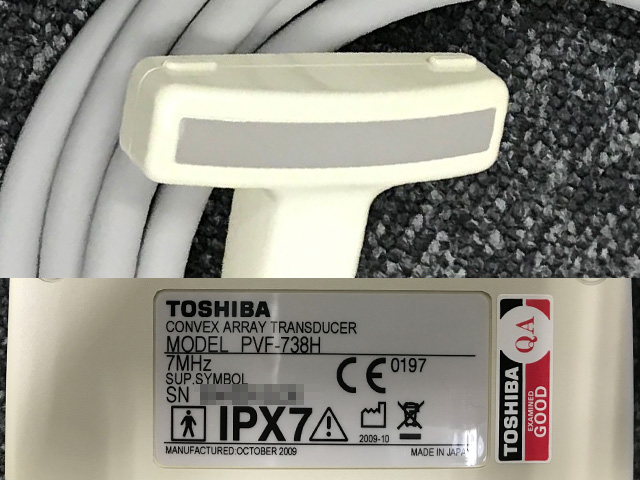 TOSHIBA
CONVEX ARRAY TRANSDUCER
MODEL PVF-738H
7MHz
0197
SUP.SYMBOL
SN
IPX7
2009-10
MANUFACTURED:OCTOBER 2009
MADE IN JAPAN
TOSHIBA
QA
EXAMINED
GOOD